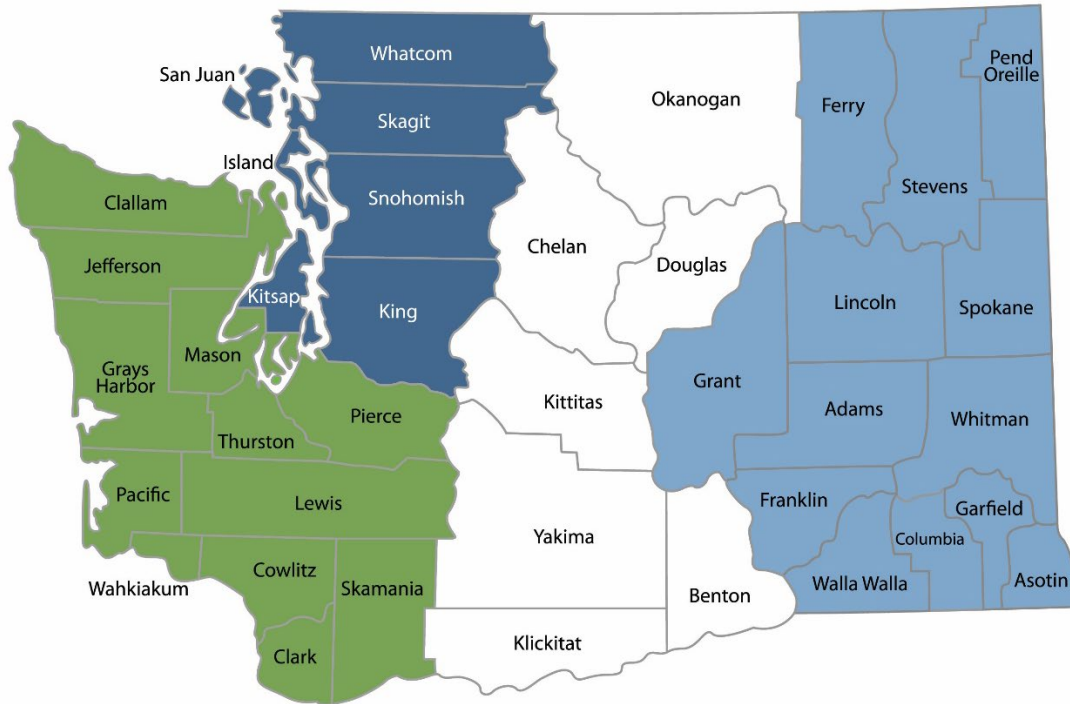 Whatcom
San Juan
Skagit
Island
Snohomish
Clallam
Jefferson
Kitsap
King
Mason
Grays
Harbor
Pierce
Thurston
Pacific
Lewis
Wahkiakum
Cowlitz
Skamania
Clark
Okanogan
Chelan
Douglas
Kittitas
Yakima
Klickitat
Benton
Ferry
Stevens
Pend
Oreille
Lincoln
Spokane
Grant
Adams
Whitman
Franklin
Walla Walla
Columbia
Garfield
Asotin